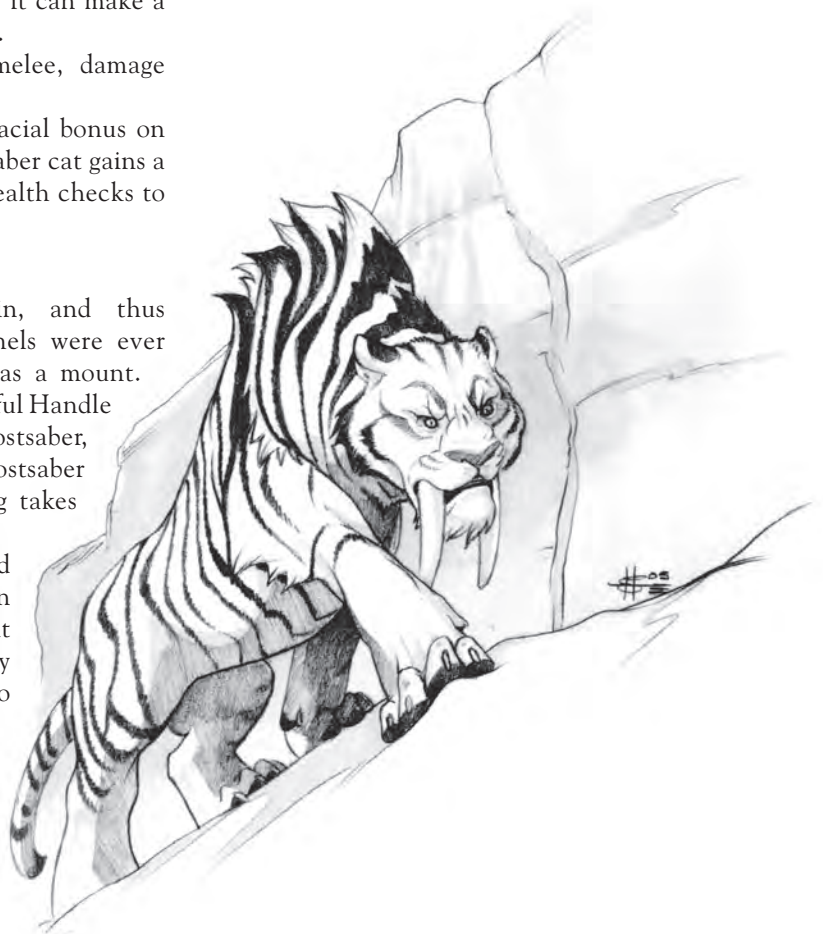 it can make a
.
melee, damage
acial bonus on
aber cat gains a
ealth checks to
in, and thus
nels were ever
as a mount.
ful Handle
ostsaber,
ostsaber
g takes
d
n
t
y
o